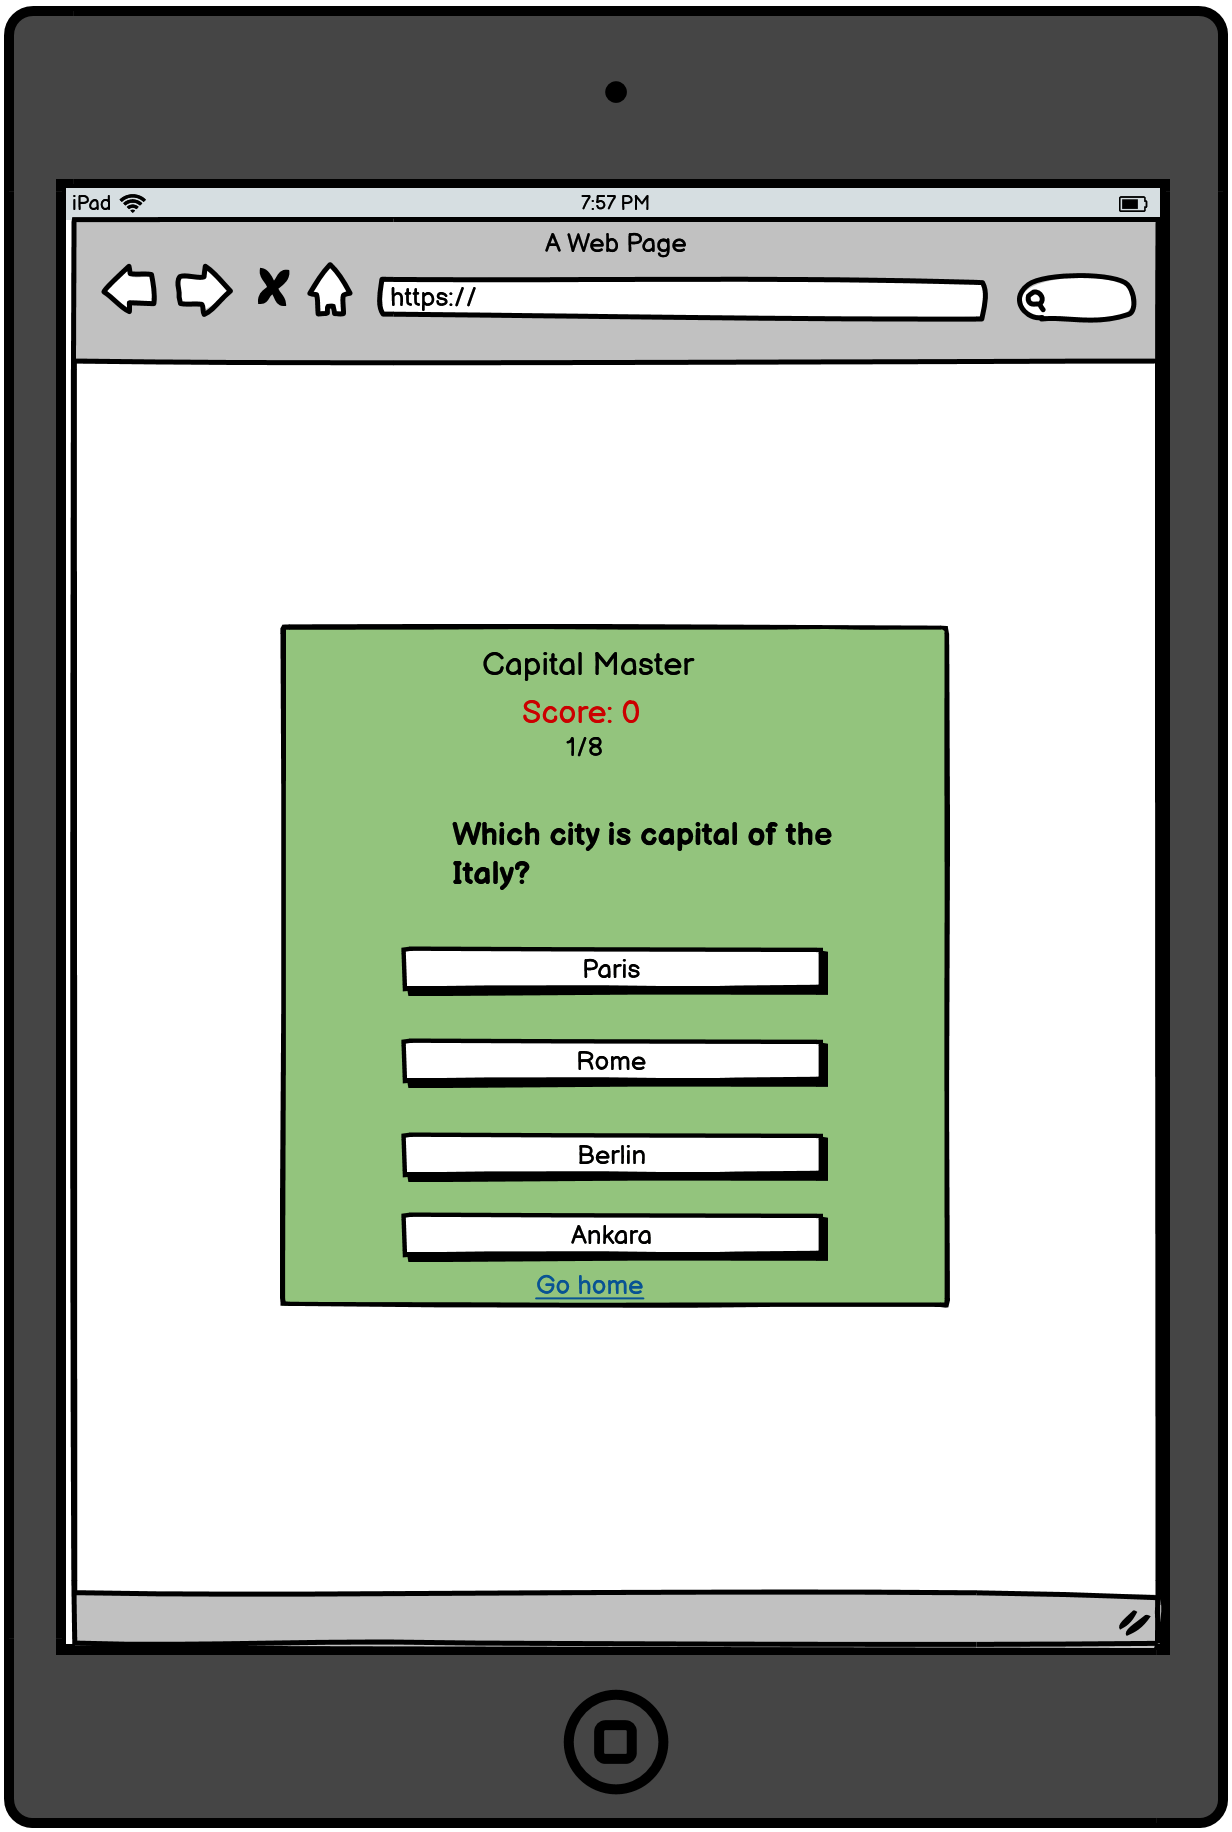 iPad
7:57 PM
A Web Page
https://
Capital Master
Score: 0
1/8
Which city is capital of the
Italy?
Paris
Rome
Berlin
Ankara
Go home